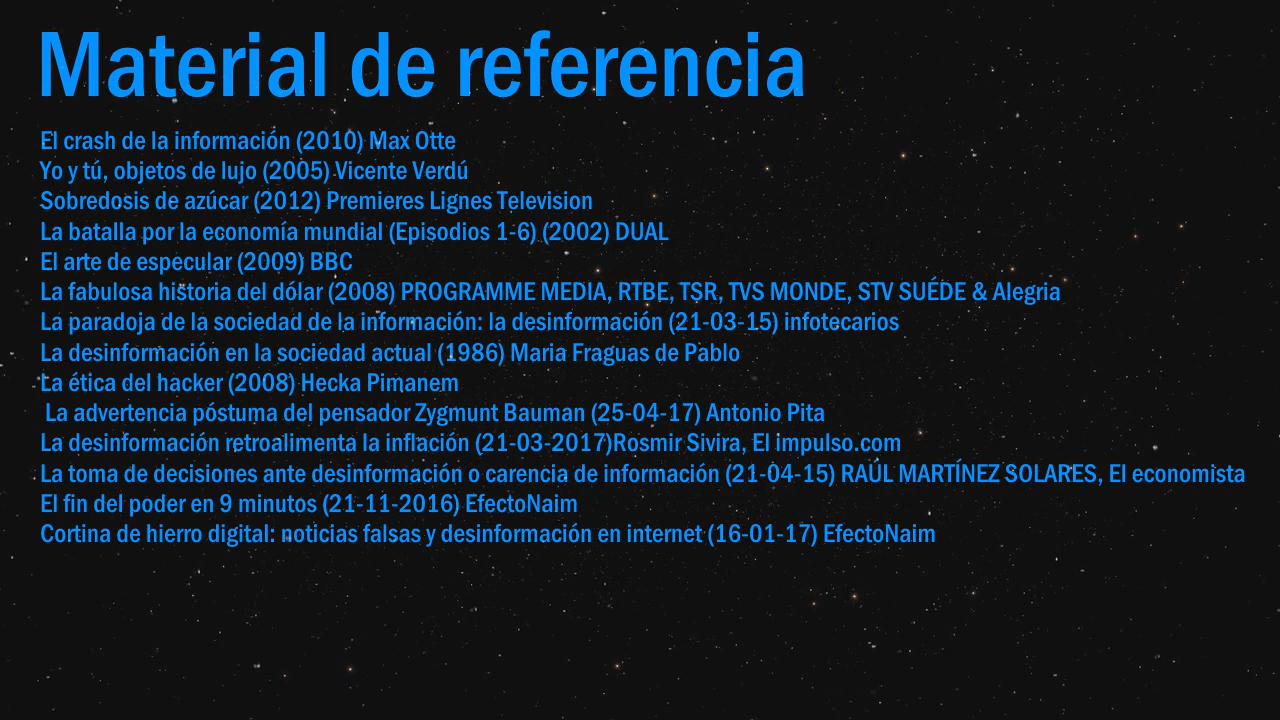 Material de referencia
El crash de la información (2010) Max Otte
Yo y tú, objetos de lujo (2005) Vicente Verdú
Sobredosis de azúcar (2012) Premieres Lignes Television
La batalla por la economía mundial (Episodios 1-6) (2002) DUAL
El arte de especular (2009) BBC
La fabulosa historia del dólar (2008) PROGRAMME MEDIA, RTBE, TSR, TVS MONDE, STV SUÉDE & Alegria
La paradoja de la sociedad de la información: la desinformación (21-03-15) infotecarios
La desinformación en la sociedad actual (1986) Maria Fraguas de Pablo
La ética del hacker (2008) Hecka Pimanem
La advertencia póstuma del pensador Zygmunt Bauman (25-04-17) Antonio Pita
La desinformación retroalimenta la inflación (21-03-2017)Rosmir Sivira, El impulso.com
La toma de decisiones ante desinformación o carencia de información (21-04-15) RAÚL MARTÍNEZ SOLARES, El economista
El fin del poder en 9 minutos (21-11-2016) EfectoNaim
Cortina de hierro digital: noticias falsas y desinformación en internet (16-01-17) EfectoNaim